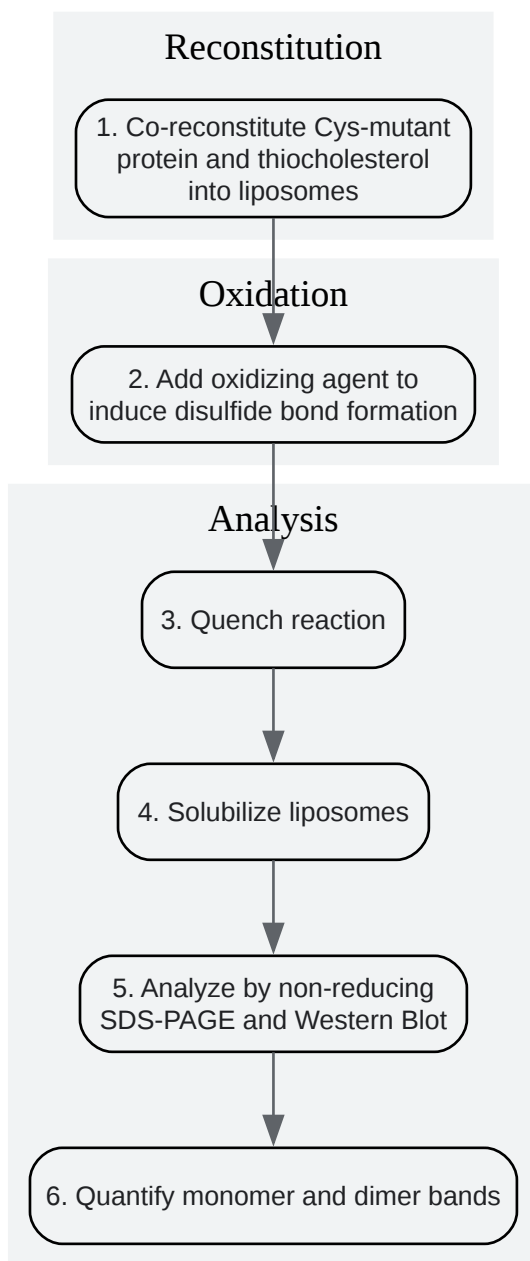 Reconstitution
1. Co-reconstitute Cys-mutant
protein and thiocholesterol
into liposomes
Oxidation
2. Add oxidizing agent to
induce disulfide bond formation
Analysis
3. Quench reaction
4. Solubilize liposomes
5. Analyze by non-reducing
SDS-PAGE and Western Blot
6. Quantify monomer and dimer bands